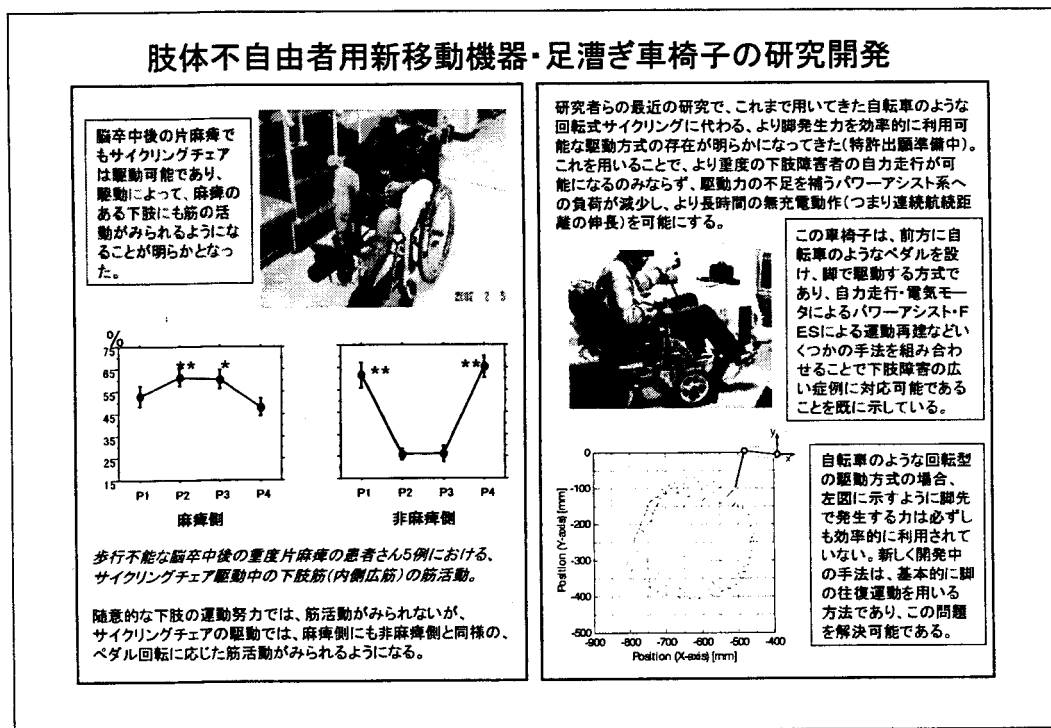 肢体不自由者用新移動機器・足漕ぎ車椅子の研究開発
脳卒中後の片麻痺で
もサイクリングチェア
は駆動可能であり、
駆動によって、麻痺の
ある下肢にも筋の活
動がみられるようにな
ることが明らかとなっ
た。
%
75
65
55
45
35
25
15
** *
P1 P2 P3 P4
麻痺側
** **
P1 P2 P3 P4
非麻痺側
歩行不能な脳卒中後の重度片麻痺の患者さん5例における、
サイクリングチェア駆動中の下肢筋(内側広筋)の筋活動。
随意的な下肢の運動努力では、筋活動がみられないが、
サイクリングチェアの駆動では、麻痺側にも非麻痺側と同様の、
ペダル回転に応じた筋活動がみられるようになる。
研究者らの最近の研究で、これまで用いてきた自転車のような
回転式サイクリングに代わる、より脚発生力を効率的に利用可能
な駆動方式の存在が明らかになってきた(特許出願準備中)。
これを用いることで、より重度の下肢障害者の自力走行が可
能になるのみならず、駆動力の不足を補うパワーアシスト系へ
の負荷が減少し、より長時間の無充電動作(つまり連続航続距
離の伸長)を可能にする。
この車椅子は、前方に自
転車のようなペダルを設
け、脚で駆動する方式で
あり、自力走行・電気モー
タによるパワーアシスト・F
ESによる運動再建などい
くつかの手法を組み合わ
せることで下肢障害の広
い症例に対応可能である
ことを既に示している。
y
x
0
-100
-200
-300
-400
-500
Position (Y-axis) [mm]
-900 -800 -700 -600 -500 -400
Position (X-axis) [mm]
自転車のような回転型
の駆動方式の場合、
左図に示すように脚先
で発生する力は必ずし
も効率的に利用されて
いない。新しく開発中
の手法は、基本的に脚
の往復運動を用いる
方法であり、この問題
を解決可能である。